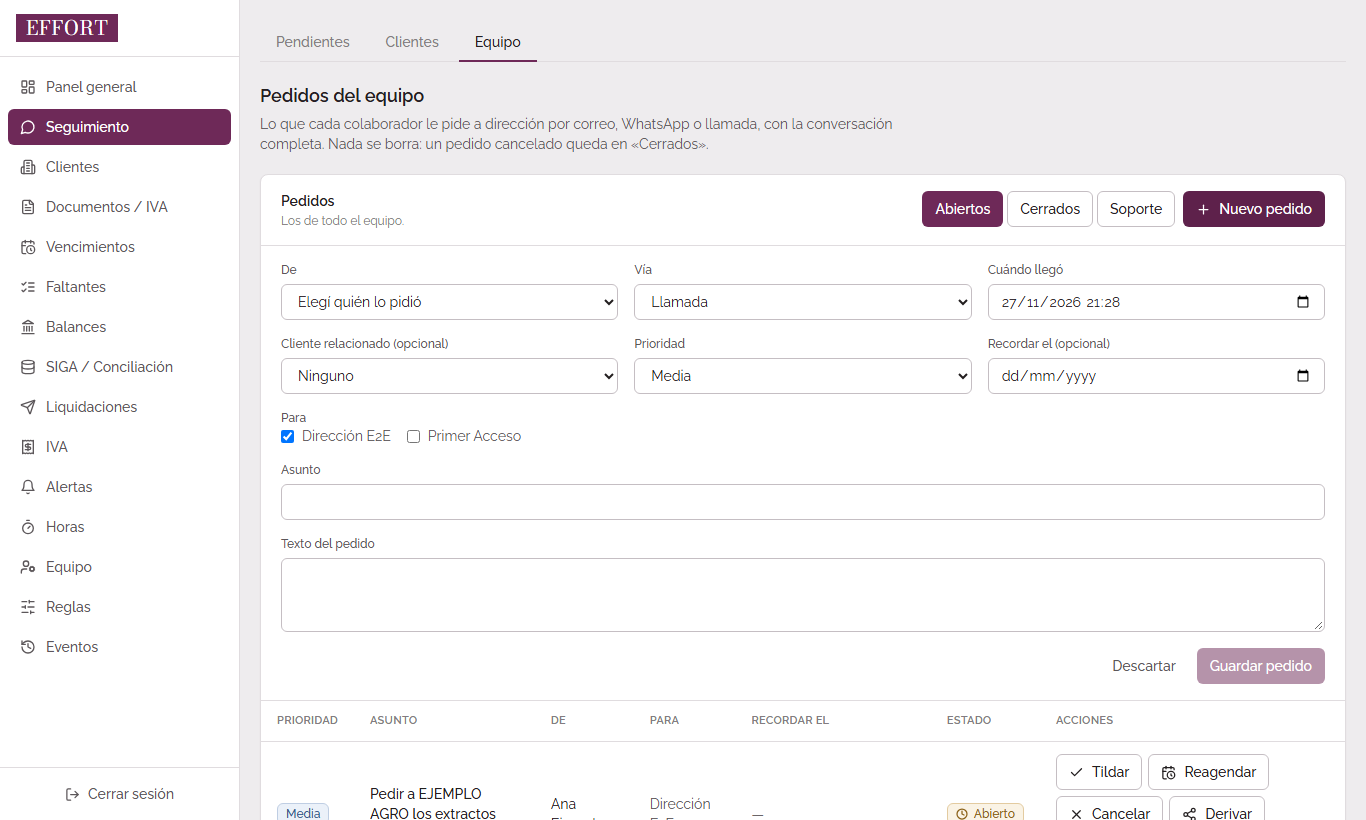 EFFORT
Panel general
Seguimiento
Clientes
Documentos / IVA
Vencimientos
Faltantes
Balances
SIGA / Conciliación
Liquidaciones
IVA
Alertas
Horas
Equipo
Reglas
Eventos
Cerrar sesión
Pendientes Clientes Equipo
Pedidos del equipo
Lo que cada colaborador le pide a dirección por correo, WhatsApp o llamada, con la conversación
completa. Nada se borra: un pedido cancelado queda en «Cerrados».
Pedidos
Los de todo el equipo.
Abiertos Cerrados Soporte + Nuevo pedido
De Vía Cuándo llegó
Elegí quién lo pidió Llamada 27/11/2026 21:28
Cliente relacionado (opcional) Prioridad Recordar el (opcional)
Ninguno Media dd/mm/yyyy
Para
Dirección E2E Primer Acceso
Asunto
Texto del pedido
Descartar Guardar pedido
PRIORIDAD ASUNTO DE PARA RECORDAR EL ESTADO ACCIONES
Tildar Reagendar
Pedir a EJEMPLO
Media AGRO los extractos Ana Dirección — Abierto
Cancelar Derivar